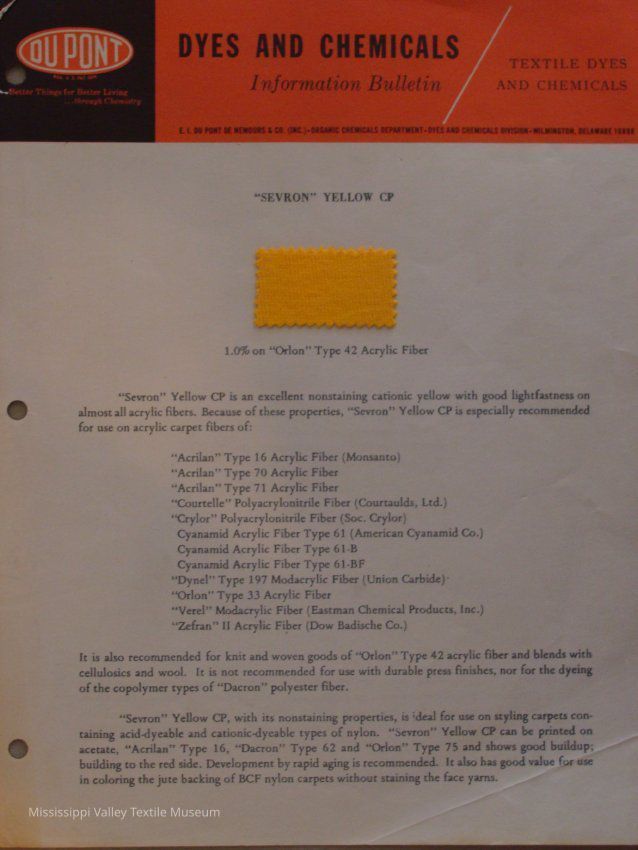 DU PONT
REG. U.S. PAT. OFF.
Better Things for Better Living
...through Chemistry
DYES AND CHEMICALS
Information Bulletin
TEXTILE DYES
AND CHEMICALS
E. I. DU PONT DE NEMOURS & CO. (INC.) • ORGANIC CHEMICALS DEPARTMENT • DYES AND CHEMICALS DIVISION • WILMINGTON, DELAWARE 19898
"SEVRON" YELLOW CP
1.0% on "Orlon" Type 42 Acrylic Fiber
"Sevron" Yellow CP is an excellent nonstaining cationic yellow with good lightfastness on
almost all acrylic fibers. Because of these properties, "Sevron" Yellow CP is especially recommended
for use on acrylic carpet fibers of:
"Acrilan" Type 16 Acrylic Fiber (Monsanto)
"Acrilan" Type 70 Acrylic Fiber
"Acrilan" Type 71 Acrylic Fiber
"Courtelle" Polyacrylonitrile Fiber (Courtaulds, Ltd.)
"Crylor" Polyacrylonitrile Fiber (Soc. Crylor)
Cyanamid Acrylic Fiber Type 61 (American Cyanamid Co.)
Cyanamid Acrylic Fiber Type 61-B
Cyanamid Acrylic Fiber Type 61-BF
"Dynel" Type 197 Modacrylic Fiber (Union Carbide)
"Orlon" Type 33 Acrylic Fiber
"Verel" Modacrylic Fiber (Eastman Chemical Products, Inc.)
"Zefran" II Acrylic Fiber (Dow Badische Co.)
It is also recommended for knit and woven goods of "Orlon" Type 42 acrylic fiber and blends with
cellulosics and wool. It is not recommended for use with durable press finishes, nor for the dyeing
of the copolymer types of "Dacron" polyester fiber.
"Sevron" Yellow CP, with its nonstaining properties, is ideal for use on styling carpets con-
taining acid-dyeable and cationic-dyeable types of nylon. "Sevron" Yellow CP can be printed on
acetate, "Acrilan" Type 16, "Dacron" Type 62 and "Orlon" Type 75 and shows good buildup;
building to the red side. Development by rapid aging is recommended. It also has good value for use
in coloring the jute backing of BCF nylon carpets without staining the face yarns.
Mississippi Valley Textile Museum